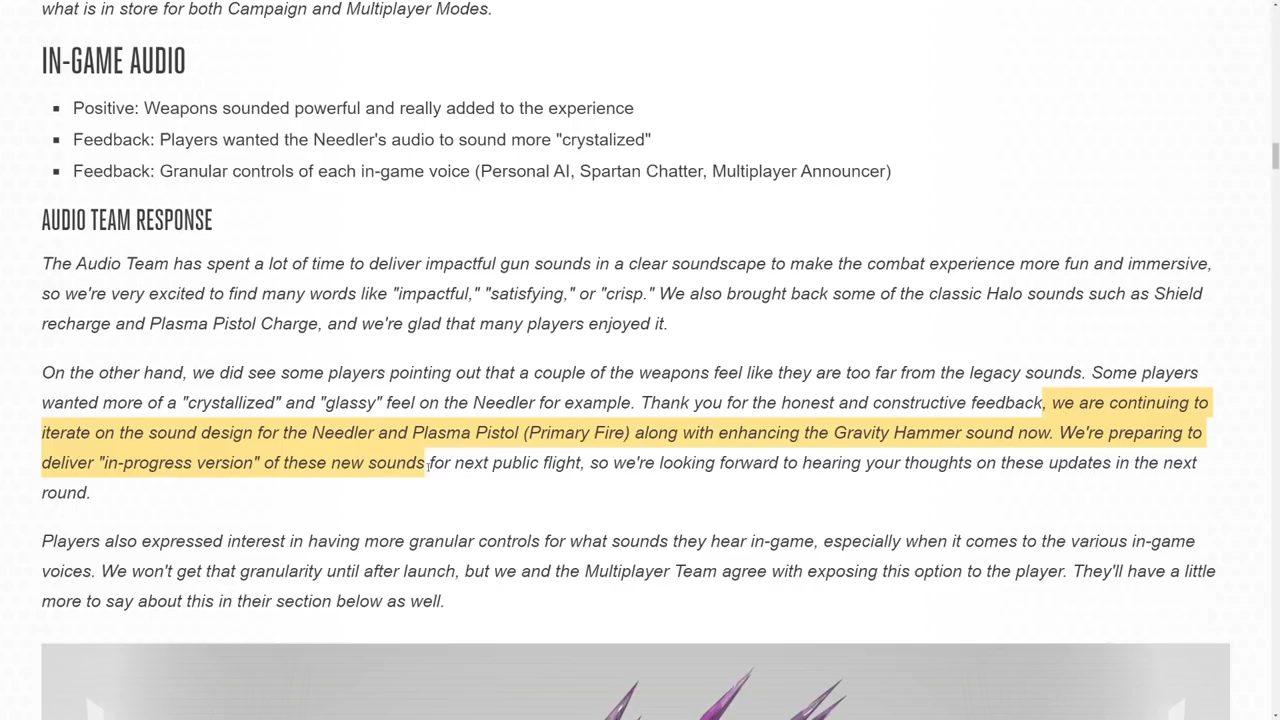 what is in store for both Campaign and Multiplayer Modes.
IN-GAME AUDIO
Positive: Weapons sounded powerful and really added to the experience
Feedback: Players wanted the Needler's audio to sound more "crystalized"
Feedback: Granular controls of each in-game voice (Personal AI, Spartan Chatter, Multiplayer Announcer)
AUDIO TEAM RESPONSE
The Audio Team has spent a lot of time to deliver impactful gun sounds in a clear soundscape to make the combat experience more fun and immersive,
so we're very excited to find many words like "impactful," "satisfying," or "crisp." We also brought back some of the classic Halo sounds such as Shield
recharge and Plasma Pistol Charge, and we're glad that many players enjoyed it.
On the other hand, we did see some players pointing out that a couple of the weapons feel like they are too far from the legacy sounds. Some players
wanted more of a "crystallized" and "glassy" feel on the Needler for example. Thank you for the honest and constructive feedback, we are continuing to
iterate on the sound design for the Needler and Plasma Pistol (Primary Fire) along with enhancing the Gravity Hammer sound now. We're preparing to
deliver "in-progress version" of these new sounds for next public flight, so we're looking forward to hearing your thoughts on these updates in the next
round.
Players also expressed interest in having more granular controls for what sounds they hear in-game, especially when it comes to the various in-game
voices. We won't get that granularity until after launch, but we and the Multiplayer Team agree with exposing this option to the player. They'll have a little
more to say about this in their section below as well.